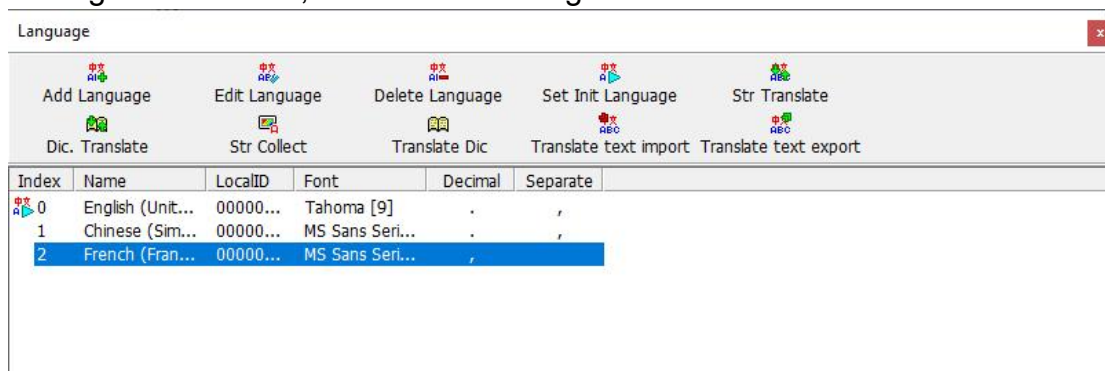 Language
x
Add Language Edit Language Delete Language Set Init Language Str Translate
Dic. Translate Str Collect Translate Dic Translate text import Translate text export
Index Name LocalID Font Decimal Separate
0 English (Unit... 00000... Tahoma [9] . ,
1 Chinese (Sim... 00000... MS Sans Seri... . ,
2 French (Fran... 00000... MS Sans Seri... ,